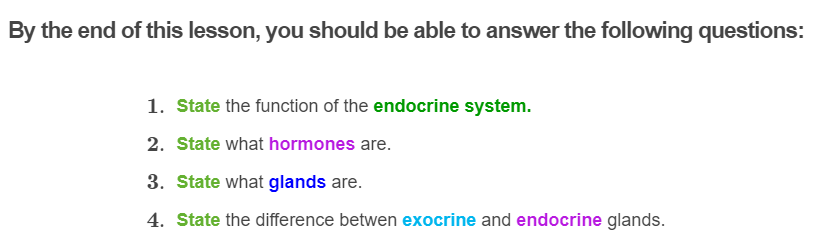 By the end of this lesson, you should be able to answer the following questions:
1. State the function of the endocrine system.
2. State what hormones are.
3. State what glands are.
4. State the difference betwen exocrine and endocrine glands.